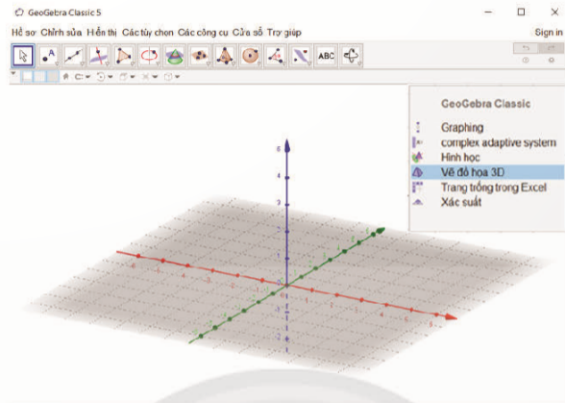 GeoGebra Classic 5
Hồ sơ Chỉnh sửa Hiển thị Các tùy chọn Các công cụ Cửa sổ Trợ giúp
Sign in
ABC
GeoGebra Classic
Graphing
complex adaptive system
Hình học
Vẽ đồ họa 3D
Trang trống trong Excel
Xác suất